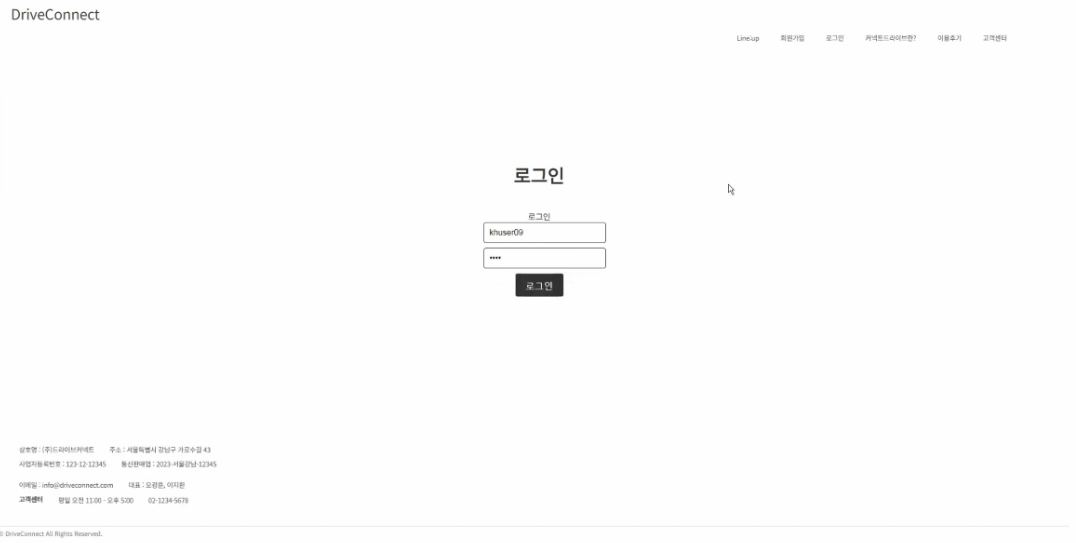 DriveConnect
Line up 회원가입 로그인 커넥트드라이브란? 이용후기 고객센터
로그인
로그인
khuser09
••••
로그인
상호명 : (주)드라이브커넥트 주소 : 서울특별시 강남구 가로수길 43
사업자등록번호 : 123-12-12345 통신판매업 : 2023-서울강남-12345
이메일 : info@driveconnect.com 대표 : 오광훈, 이지환
고객센터 평일 오전 11:00 - 오후 5:00 02-1234-5678
© DriveConnect All Rights Reserved.